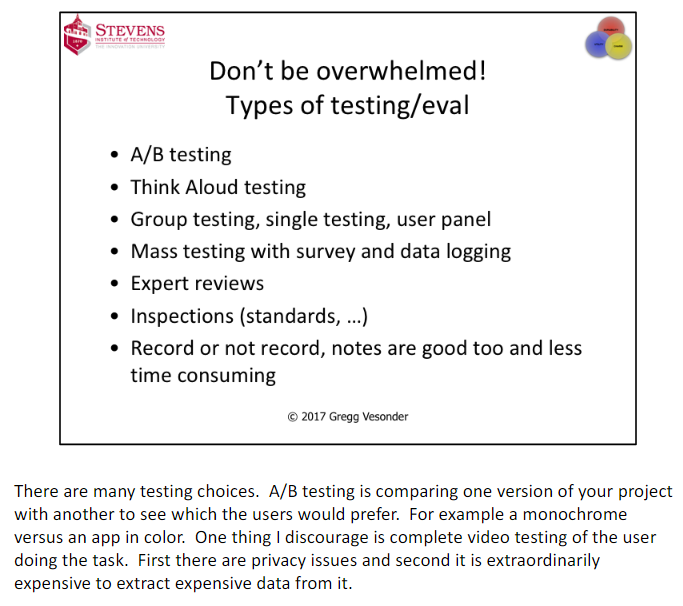 STEVENS
INSTITUTE of TECHNOLOGY
THE INNOVATION UNIVERSITY
1870
Don't be overwhelmed!
Types of testing/eval
• A/B testing
• Think Aloud testing
• Group testing, single testing, user panel
• Mass testing with survey and data logging
• Expert reviews
• Inspections (standards, ...)
• Record or not record, notes are good too and less
time consuming
© 2017 Gregg Vesonder
There are many testing choices.  A/B testing is comparing one version of your project
with another to see which the users would prefer.  For example a monochrome
versus an app in color.  One thing I discourage is complete video testing of the user
doing the task.  First there are privacy issues and second it is extraordinarily
expensive to extract expensive data from it.